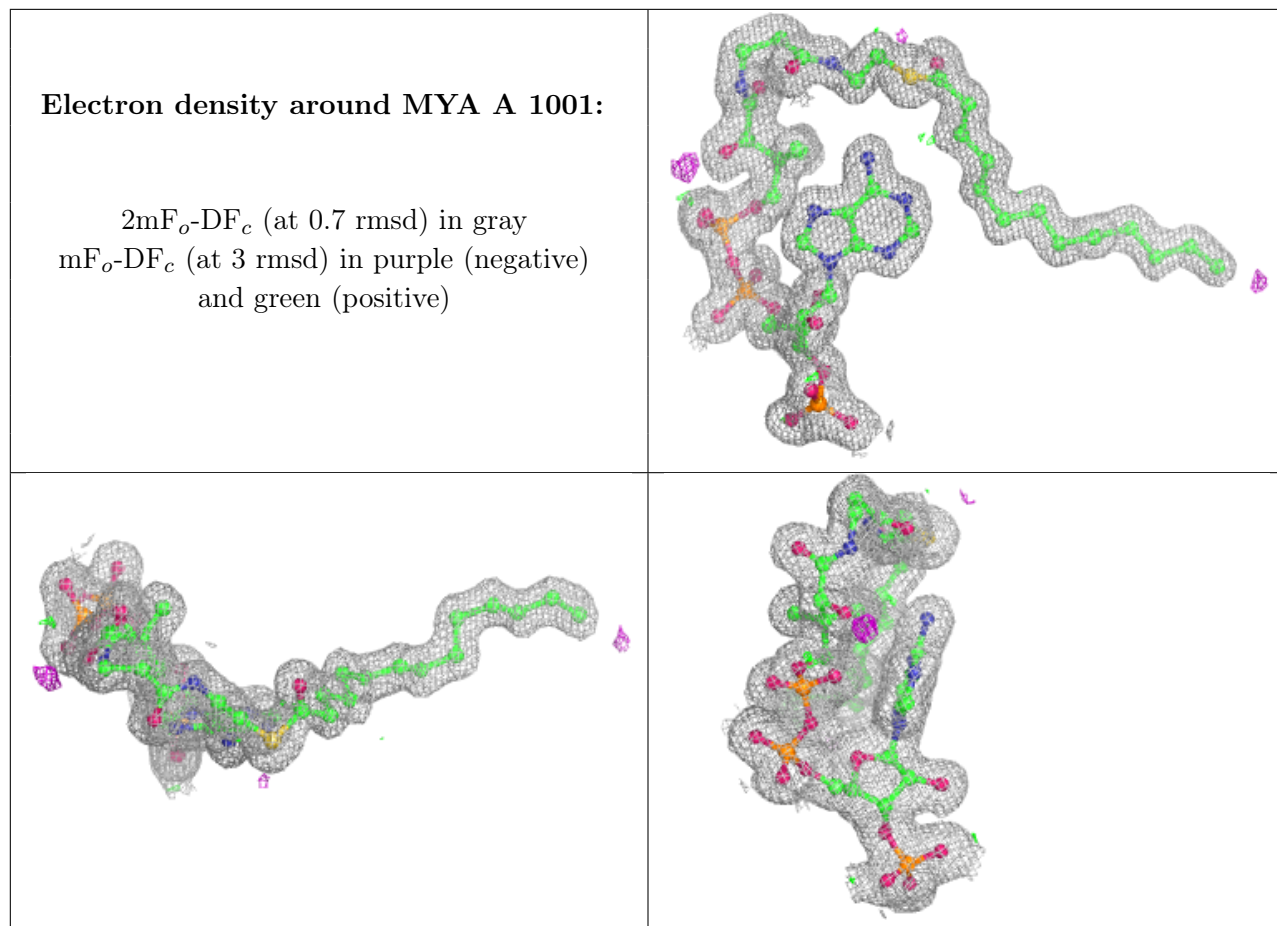 Electron density around MYA A 1001:
2mFₒ-DF𝒸 (at 0.7 rmsd) in gray
mFₒ-DF𝒸 (at 3 rmsd) in purple (negative)
and green (positive)